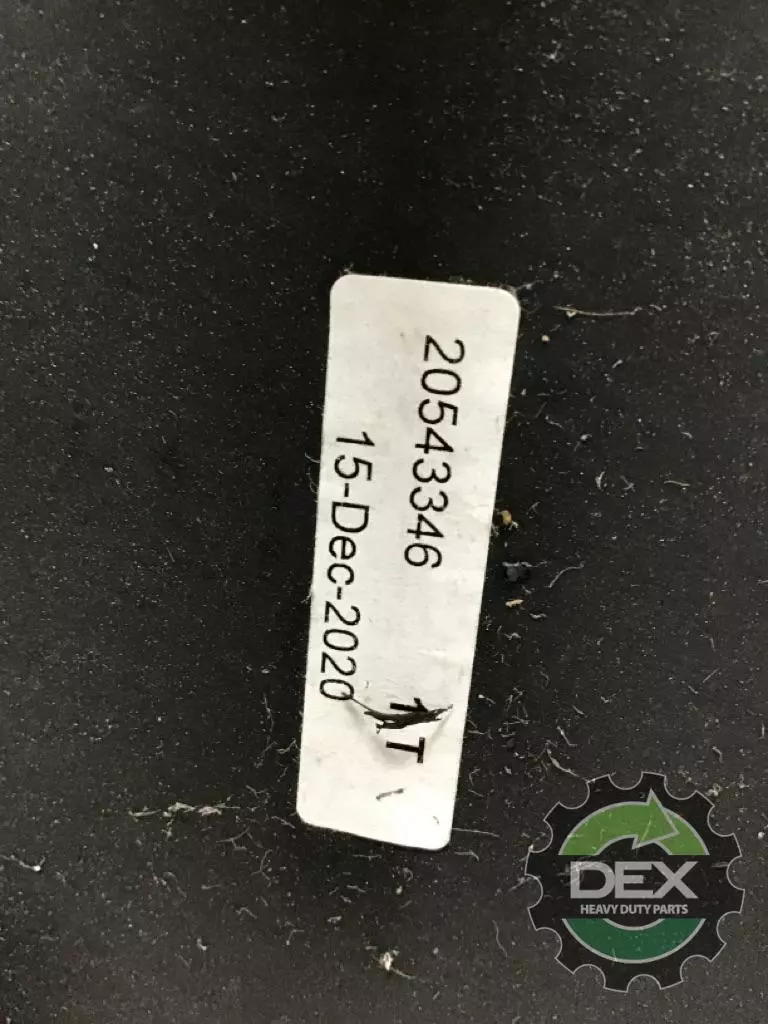 20543346
15-Dec-2020
DEX
HEAVY DUTY PARTS